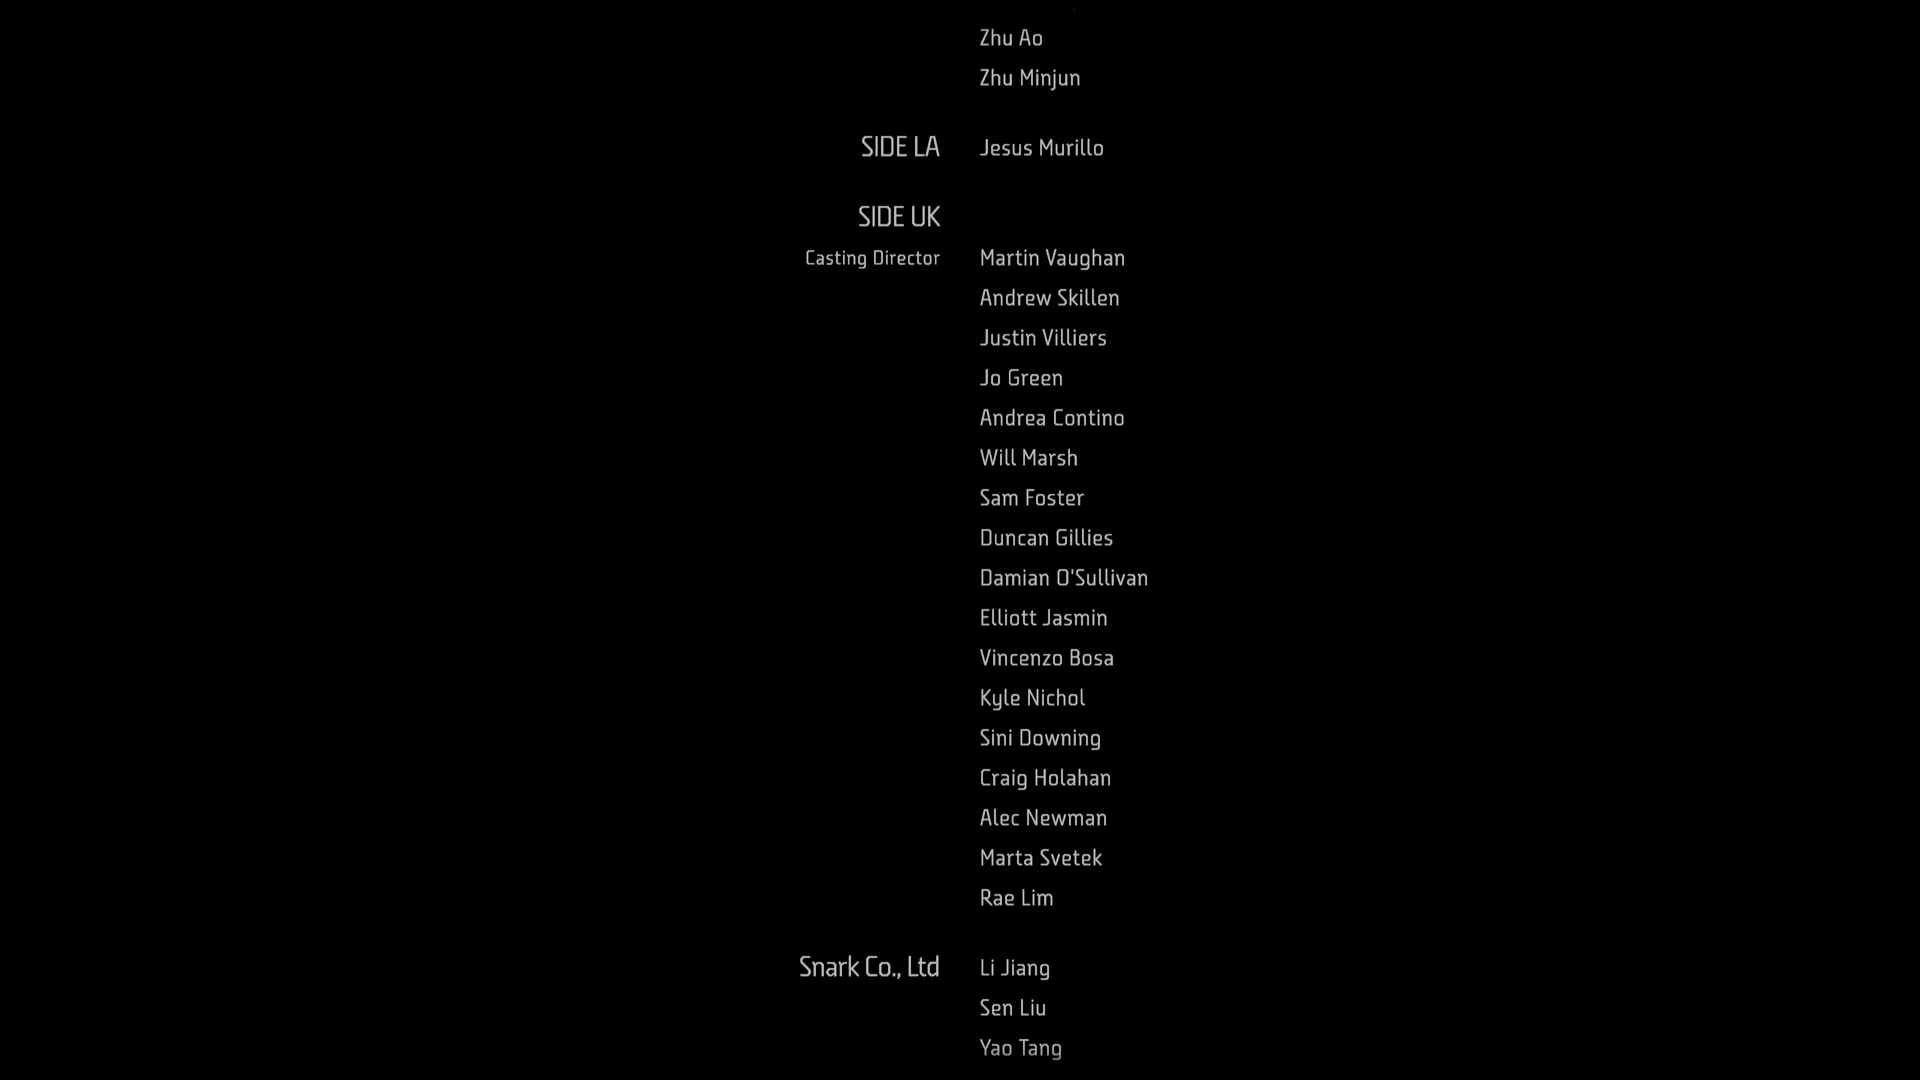 Zhu Ao
Zhu Minjun
SIDE LA Jesus Murillo
SIDE UK
Casting Director Martin Vaughan
Andrew Skillen
Justin Villiers
Jo Green
Andrea Contino
Will Marsh
Sam Foster
Duncan Gillies
Damian O'Sullivan
Elliott Jasmin
Vincenzo Bosa
Kyle Nichol
Sini Downing
Craig Holahan
Alec Newman
Marta Svetek
Rae Lim
Snark Co., Ltd Li Jiang
Sen Liu
Yao Tang